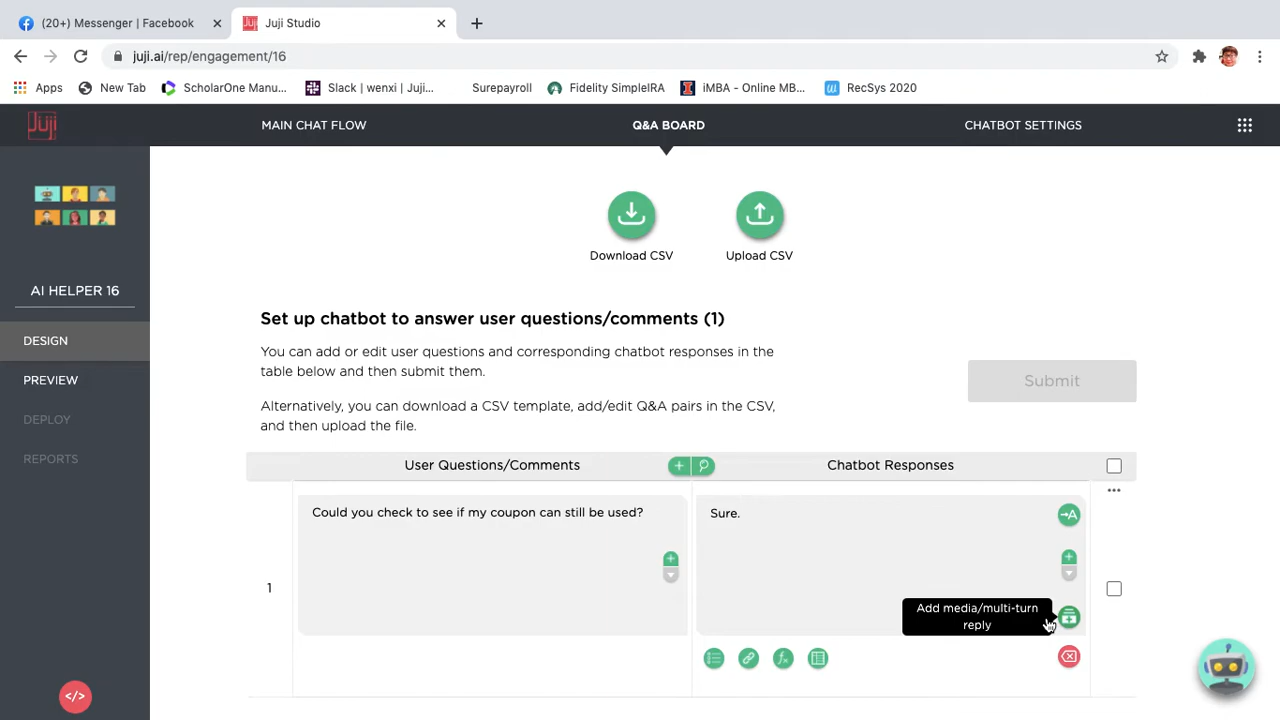 (20+) Messenger | Facebook
Juji Studio
juji.ai/rep/engagement/16
Apps
New Tab
ScholarOne Manu...
Slack | wenxi | Juji...
Surepayroll
Fidelity SimpleIRA
iMBA - Online MB...
RecSys 2020
Juji
MAIN CHAT FLOW
Q&A BOARD
CHATBOT SETTINGS
Download CSV
Upload CSV
AI HELPER 16
DESIGN
PREVIEW
DEPLOY
REPORTS
Set up chatbot to answer user questions/comments (1)
You can add or edit user questions and corresponding chatbot responses in the
table below and then submit them.
Submit
Alternatively, you can download a CSV template, add/edit Q&A pairs in the CSV,
and then upload the file.
User Questions/Comments
Chatbot Responses
1
Could you check to see if my coupon can still be used?
Sure.
A
Add media/multi-turn
reply